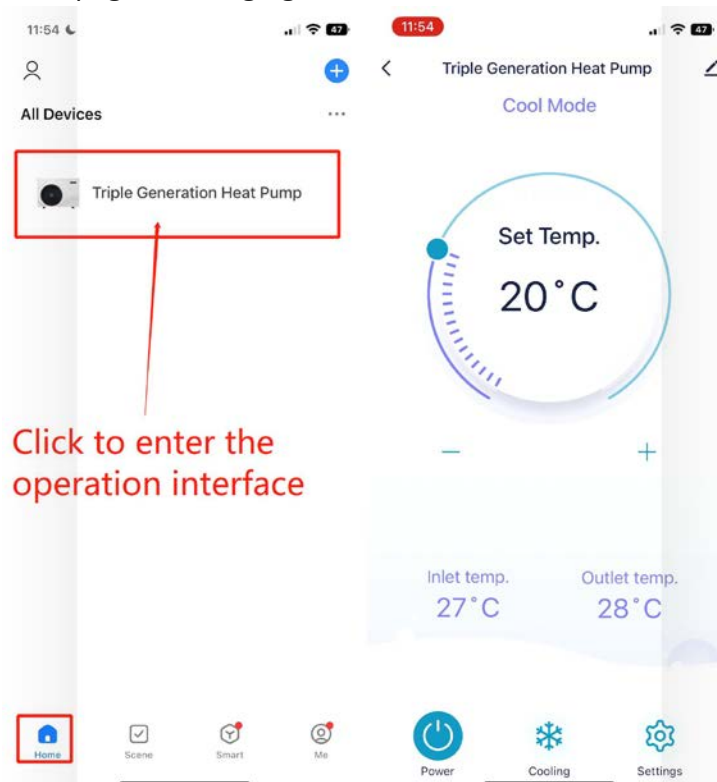 11:54
47
All Devices
Triple Generation Heat Pump
Click to enter the
operation interface
Home
Scene
Smart
Me
11:54
47
Triple Generation Heat Pump
Cool Mode
Set Temp.
20°C
Inlet temp.
Outlet temp.
27°C
28°C
Power
Cooling
Settings